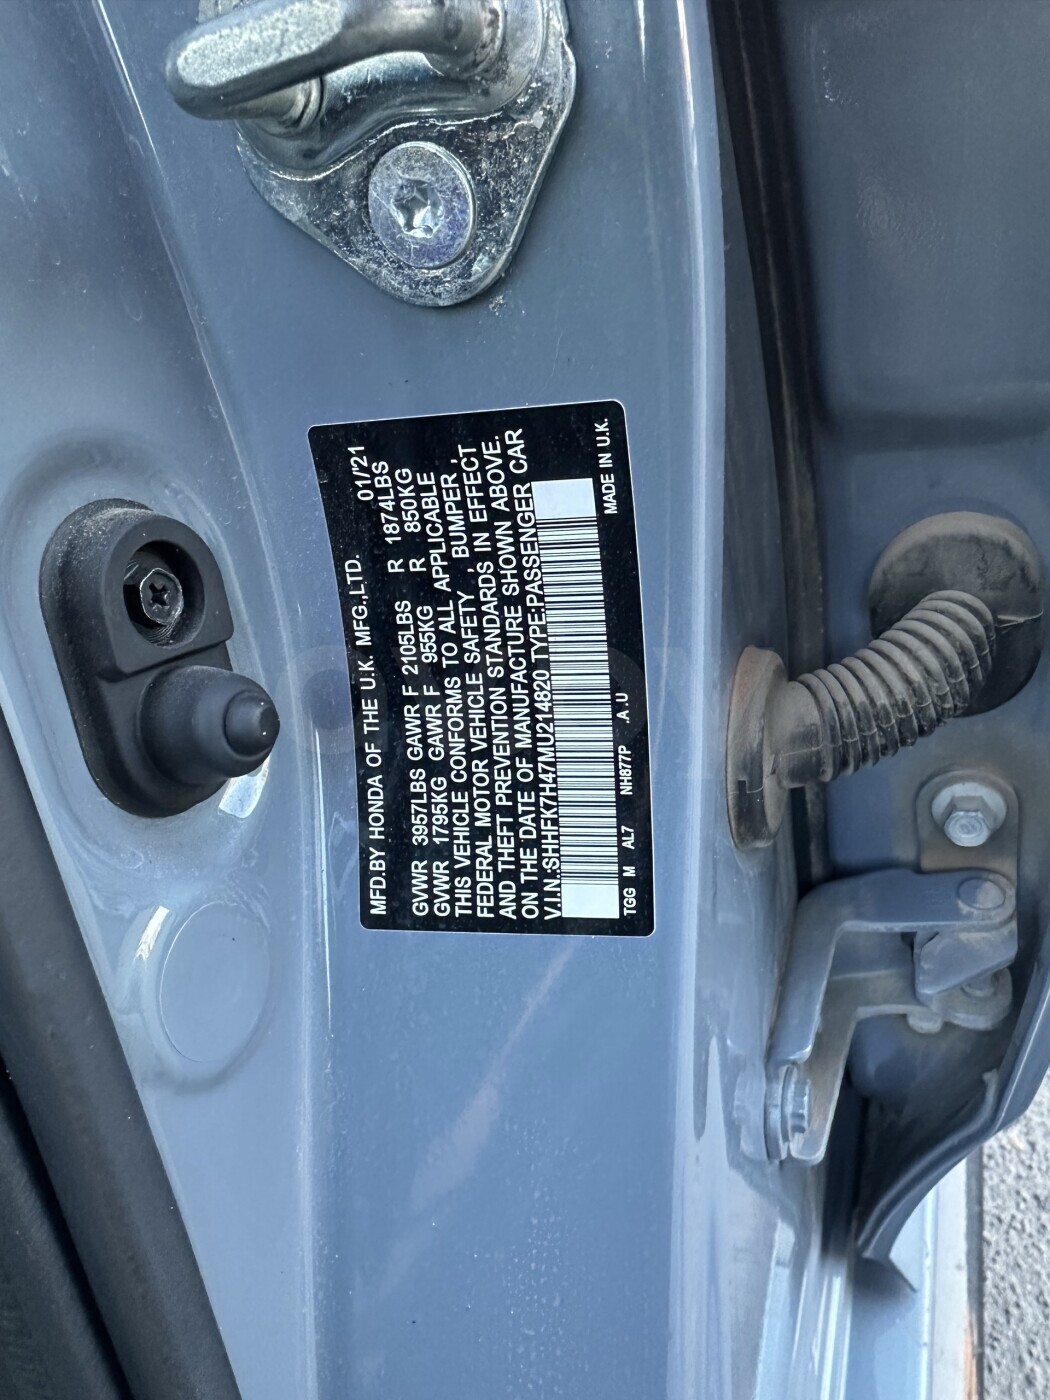 MFD.BY HONDA OF THE U.K. MFG.,LTD. 01/21
GVWR 3957LBS GAWR F 2105LBS R 1874LBS
GVWR 1795KG GAWR F 955KG R 850KG
THIS VEHICLE CONFORMS TO ALL APPLICABLE
FEDERAL MOTOR VEHICLE SAFETY , BUMPER ,
AND THEFT PREVENTION STANDARDS IN EFFECT
ON THE DATE OF MANUFACTURE SHOWN ABOVE.
V.I.N.:SHHFK7H47MU214820 TYPE:PASSENGER CAR
TGG M AL7 NH877P .A.U MADE IN U.K.